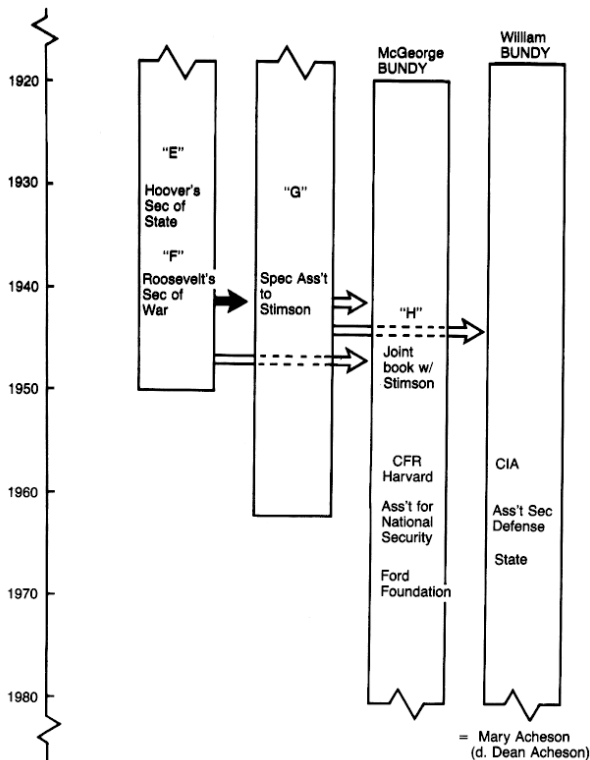 1920
1930
1940
1950
1960
1970
1980
"E"
Hoover's
Sec of
State
"F"
Roosevelt's
Sec of
War
"G"
Spec Ass't
to
Stimson
McGeorge
BUNDY
"H"
Joint
book w/
Stimson
CFR
Harvard
Ass't for
National
Security
Ford
Foundation
William
BUNDY
CIA
Ass't Sec
Defense
State
= Mary Acheson
(d. Dean Acheson)